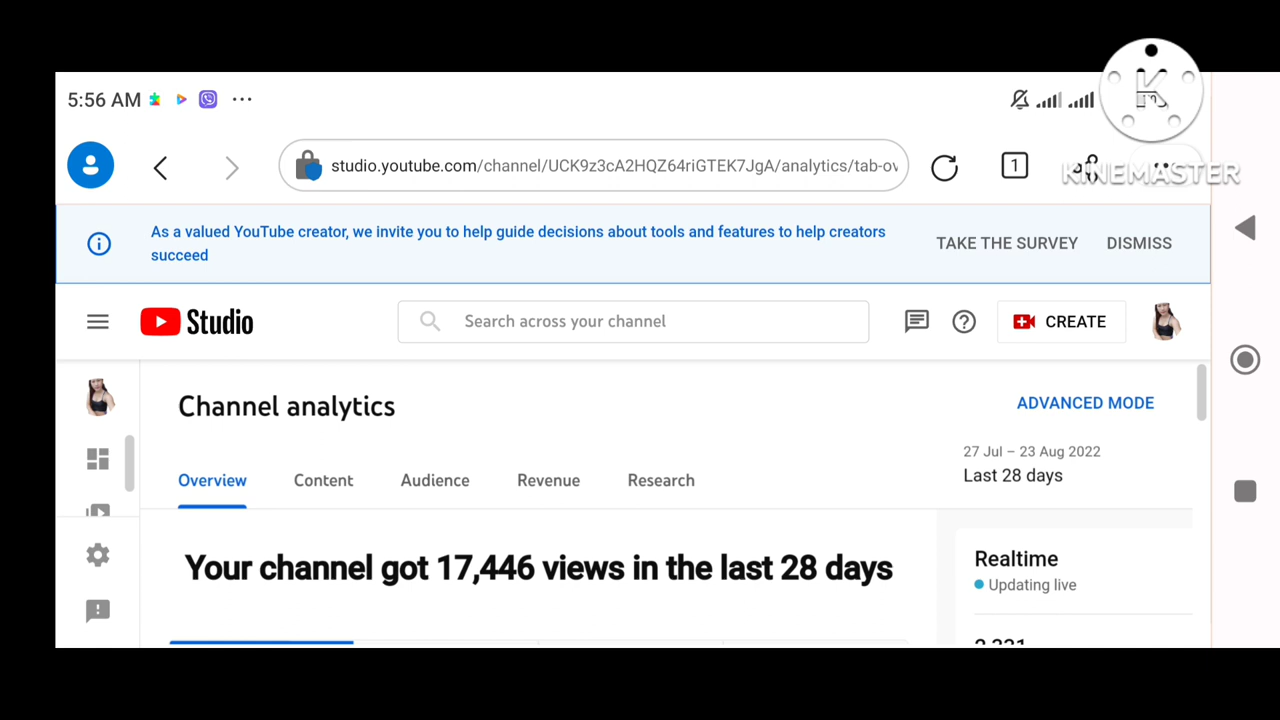 5:56 AM
studio.youtube.com/channel/UCK9z3cA2HQZ64riGTEK7JgA/analytics/tab-ov
1
KINEMASTER
As a valued YouTube creator, we invite you to help guide decisions about tools and features to help creators
succeed
TAKE THE SURVEY
DISMISS
Studio
Search across your channel
CREATE
Channel analytics
ADVANCED MODE
27 Jul – 23 Aug 2022
Last 28 days
Overview
Content
Audience
Revenue
Research
Your channel got 17,446 views in the last 28 days
Realtime
Updating live